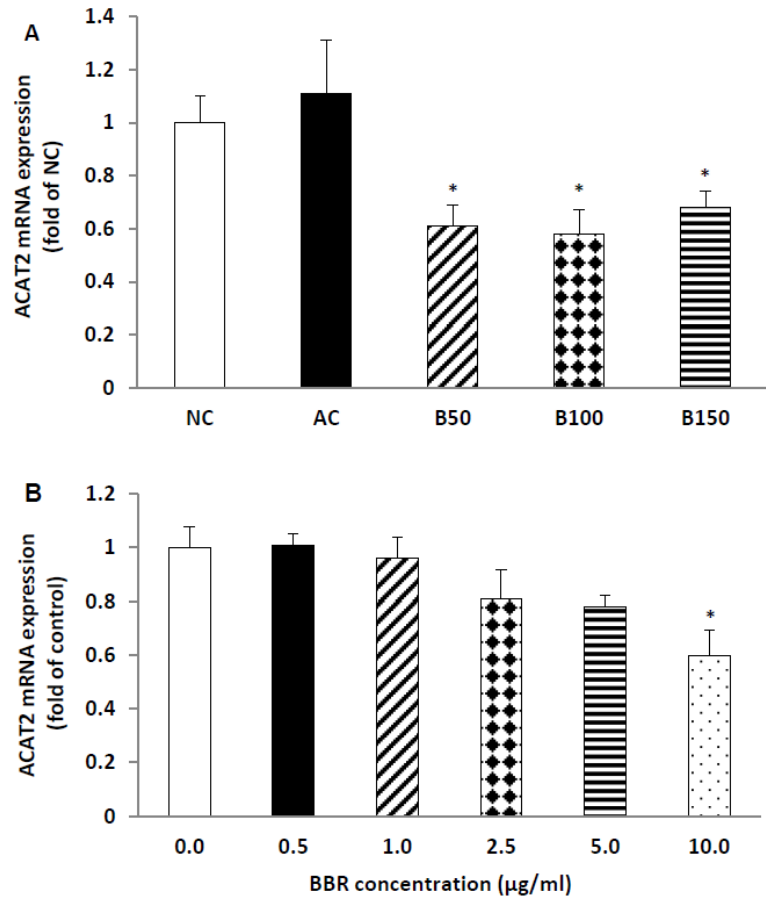 A
ACAT2 mRNA expression
(fold of NC)
1.4
1.2
1
0.8
0.6
0.4
0.2
0
*
*
*
NC AC B50 B100 B150
B
ACAT2 mRNA expression
(fold of control)
1.2
1
0.8
0.6
0.4
0.2
0
*
0.0 0.5 1.0 2.5 5.0 10.0
BBR concentration (µg/ml)